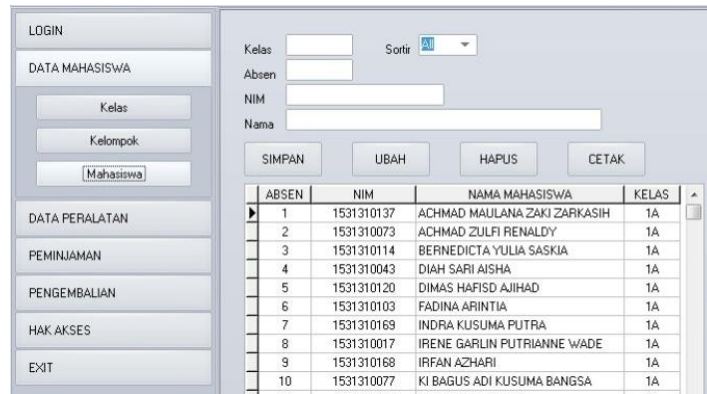 LOGIN
DATA MAHASISWA
Kelas
Kelompok
Mahasiswa
DATA PERALATAN
PEMINJAMAN
PENGEMBALIAN
HAK AKSES
EXIT
Kelas Sortir All
Absen
NIM
Nama
SIMPAN UBAH HAPUS CETAK
ABSEN NIM NAMA MAHASISWA KELAS
1 1531310137 ACHMAD MAULANA ZAKI ZARKASIH 1A
2 1531310073 ACHMAD ZULFI RENALDY 1A
3 1531310114 BERNEDICTA YULIA SASKIA 1A
4 1531310043 DIAH SARI AISHA 1A
5 1531310120 DIMAS HAFISD AJIHAD 1A
6 1531310103 FADINA ARINTIA 1A
7 1531310169 INDRA KUSUMA PUTRA 1A
8 1531310017 IRENE GARLIN PUTRIANNE WADE 1A
9 1531310168 IRFAN AZHARI 1A
10 1531310077 KI BAGUS ADI KUSUMA BANGSA 1A